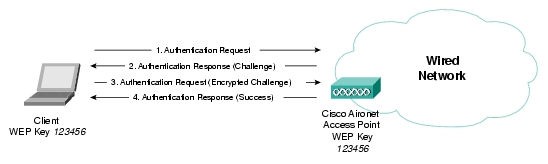 1. Authentication Request
2. Authentication Response (Challenge)
3. Authentication Request (Encrypted Challenge)
4. Authentication Response (Success)
Wired
Network
Client
WEP Key 123456
Cisco Aironet
Access Point
WEP Key
123456